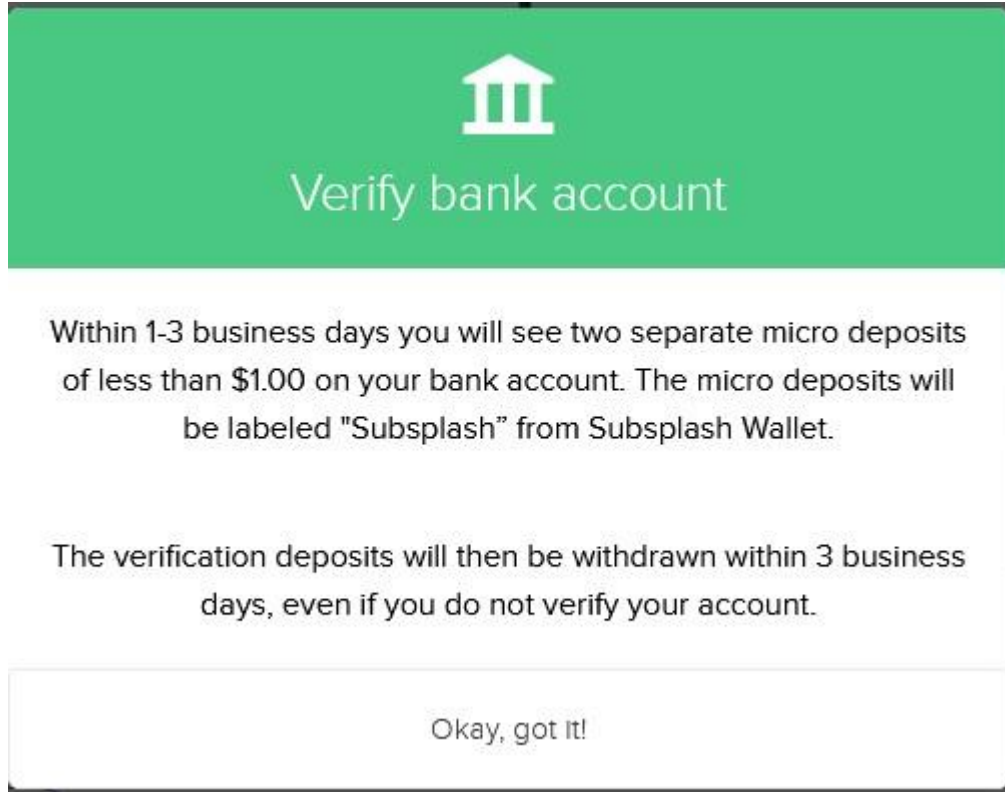 Verify bank account
Within 1-3 business days you will see two separate micro deposits
of less than $1.00 on your bank account. The micro deposits will
be labeled "Subsplash” from Subsplash Wallet.
The verification deposits will then be withdrawn within 3 business
days, even if you do not verify your account.
Okay, got it!